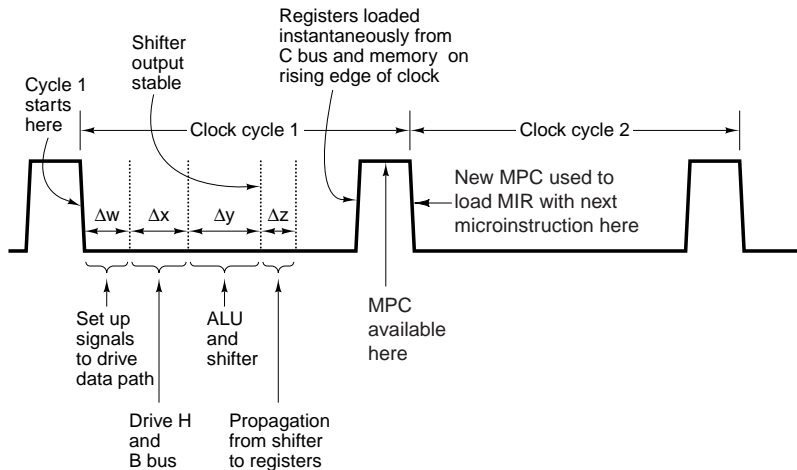 Registers loaded
instantaneously from
C bus and memory on
rising edge of clock
Shifter
output
stable
Cycle 1
starts
here
Clock cycle 1
Clock cycle 2
New MPC used to
load MIR with next
microinstruction here
Δw
Δx
Δy
Δz
Set up
signals
to drive
data path
ALU
and
shifter
MPC
available
here
Drive H
and
B bus
Propagation
from shifter
to registers